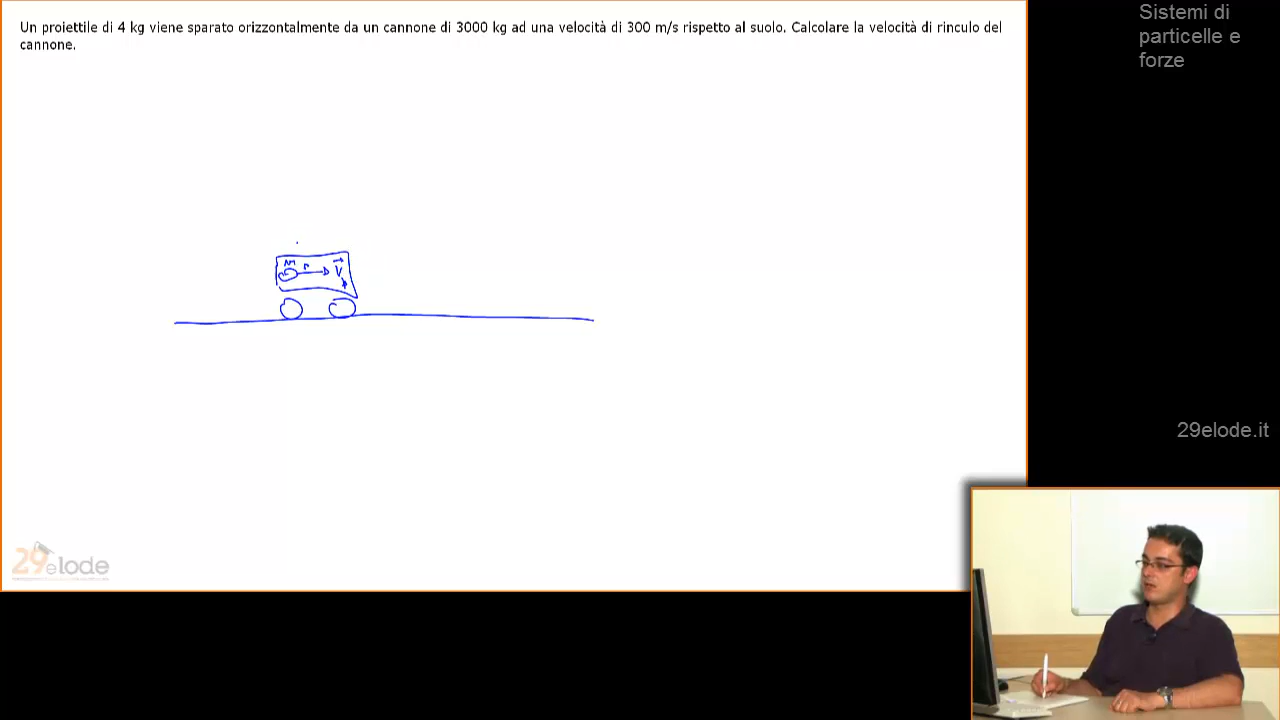 Un proiettile di 4 kg viene sparato orizzontalmente da un cannone di 3000 kg ad una velocità di 300 m/s rispetto al suolo. Calcolare la velocità di rinculo del
cannone.
Sistemi di
particelle e
forze
M
V
29elode.it
29elode